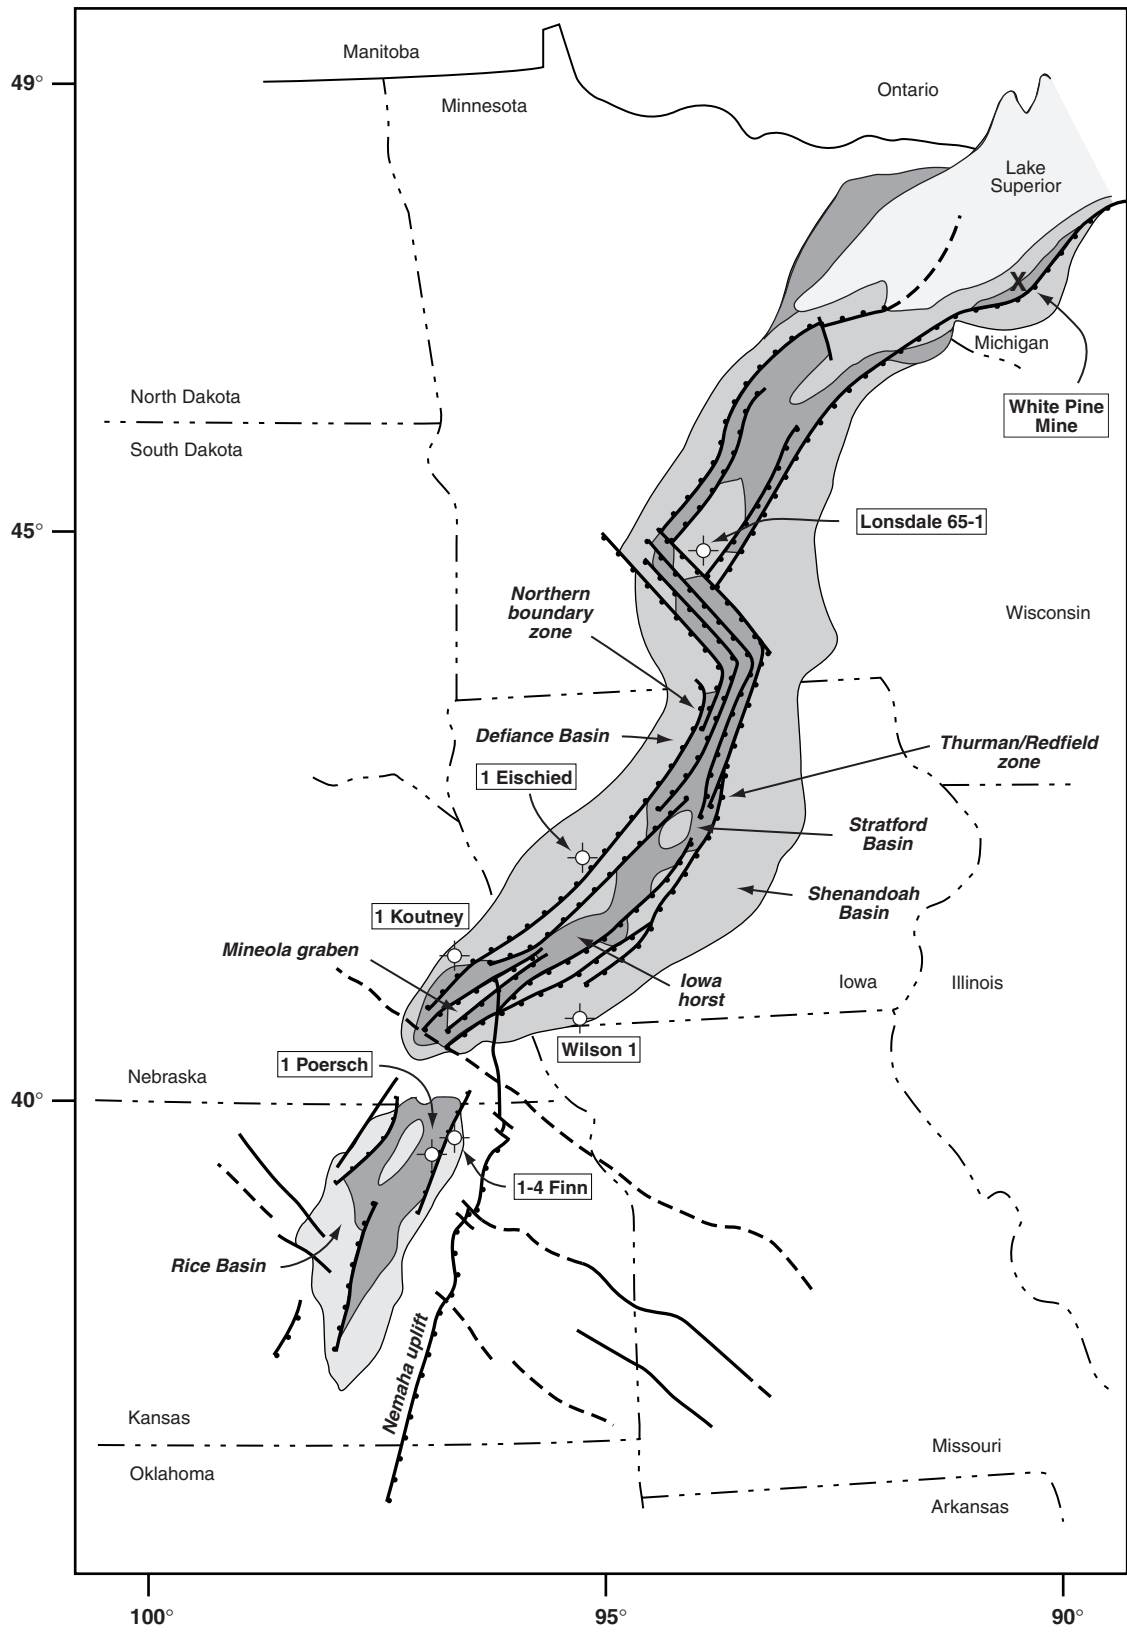 Manitoba
49°
Ontario
Minnesota
Lake
Superior
X
Michigan
North Dakota
White Pine
Mine
South Dakota
45°
Lonsdale 65-1
Northern
boundary
zone
Wisconsin
Defiance Basin
Thurman/Redfield
zone
1 Eischied
Stratford
Basin
Shenandoah
Basin
1 Koutney
Mineola graben
Iowa
horst
Iowa
Illinois
Wilson 1
1 Poersch
Nebraska
40°
1-4 Finn
Rice Basin
Nemaha uplift
Kansas
Missouri
Oklahoma
Arkansas
100°
95°
90°